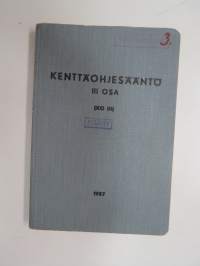 3.
KENTTÄOHJESÄÄNTÖ
III OSA
(KO III)
1957